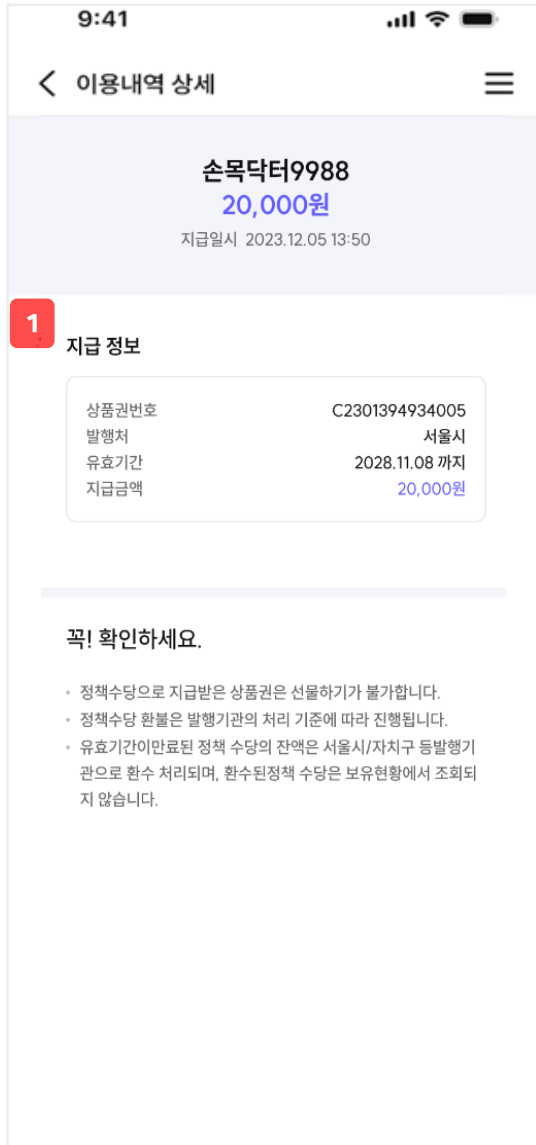 9:41
이용내역 상세
손목닥터9988
20,000원
지급일시 2023.12.05 13:50
1
지급 정보
상품권번호 C2301394934005
발행처 서울시
유효기간 2028.11.08 까지
지급금액 20,000원
꼭! 확인하세요.
• 정책수당으로 지급받은 상품권은 선물하기가 불가합니다.
• 정책수당 환불은 발행기관의 처리 기준에 따라 진행됩니다.
• 유효기간이만료된 정책 수당의 잔액은 서울시/자치구 등발행기
관으로 환수 처리되며, 환수된정책 수당은 보유현황에서 조회되
지 않습니다.